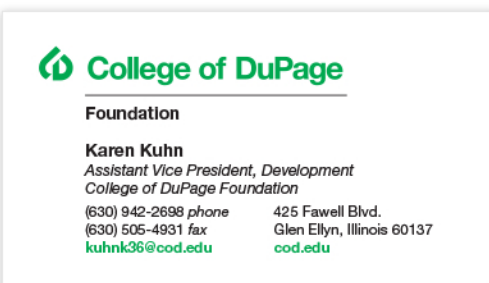 College of DuPage
Foundation
Karen Kuhn
Assistant Vice President, Development
College of DuPage Foundation
(630) 942-2698 phone 425 Fawell Blvd.
(630) 505-4931 fax Glen Ellyn, Illinois 60137
kuhnk36@cod.edu cod.edu